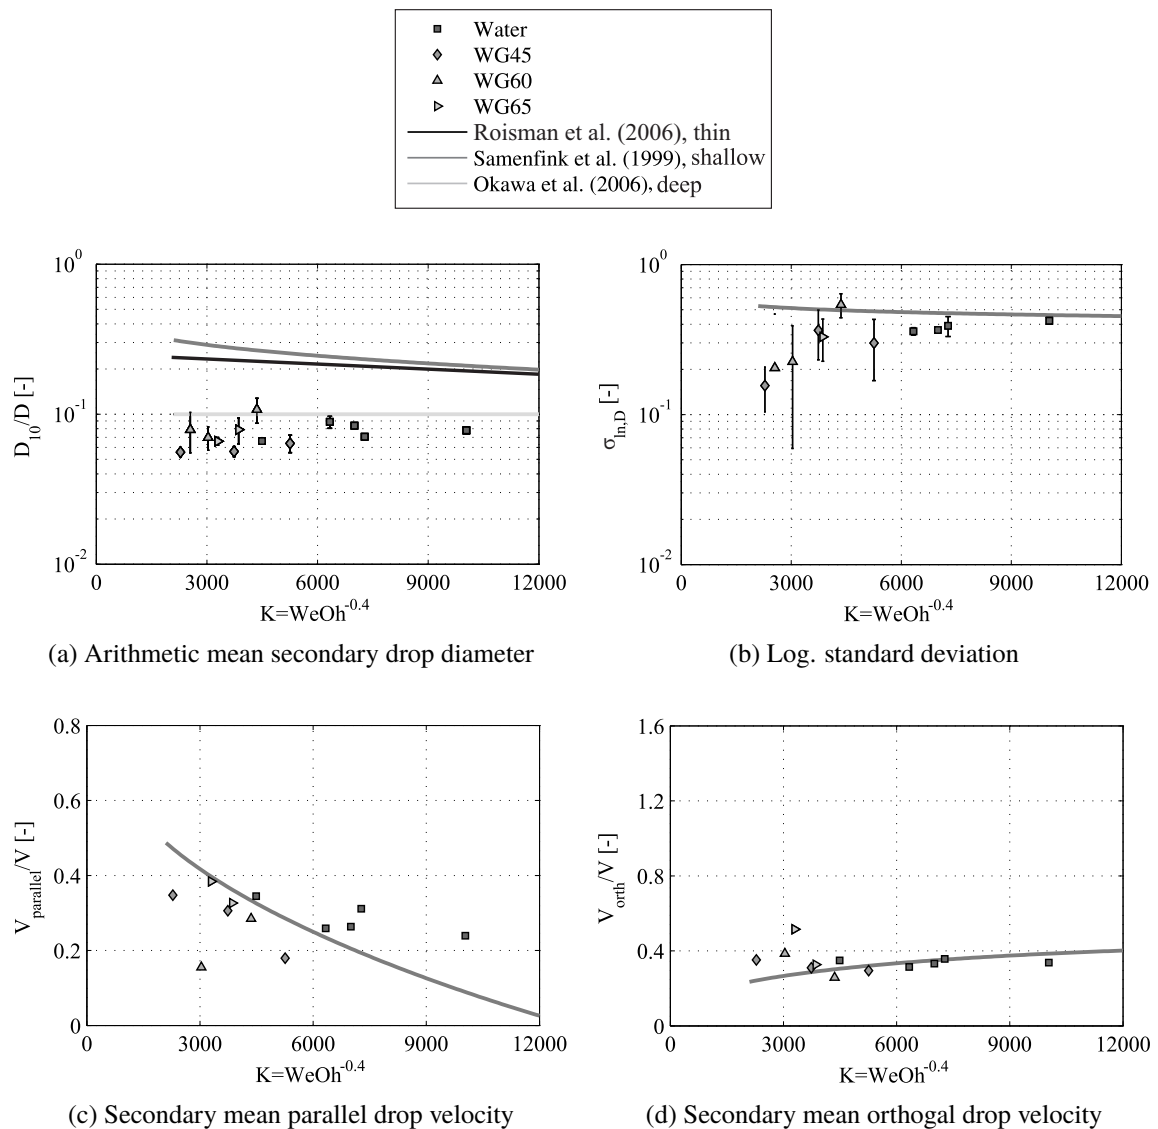 Water
WG45
WG60
WG65
Roisman et al. (2006), thin
Samenfink et al. (1999), shallow
Okawa et al. (2006), deep
10^0
10^-1
10^-2
D_10/D [-]
0 3000 6000 9000 12000
K=WeOh^-0.4
(a) Arithmetic mean secondary drop diameter
10^0
10^-1
10^-2
σ_ln,D [-]
0 3000 6000 9000 12000
K=WeOh^-0.4
(b) Log. standard deviation
0.8
0.6
0.4
0.2
0
V_parallel/V [-]
0 3000 6000 9000 12000
K=WeOh^-0.4
(c) Secondary mean parallel drop velocity
1.6
1.2
0.8
0.4
0
V_orth/V [-]
0 3000 6000 9000 12000
K=WeOh^-0.4
(d) Secondary mean orthogal drop velocity